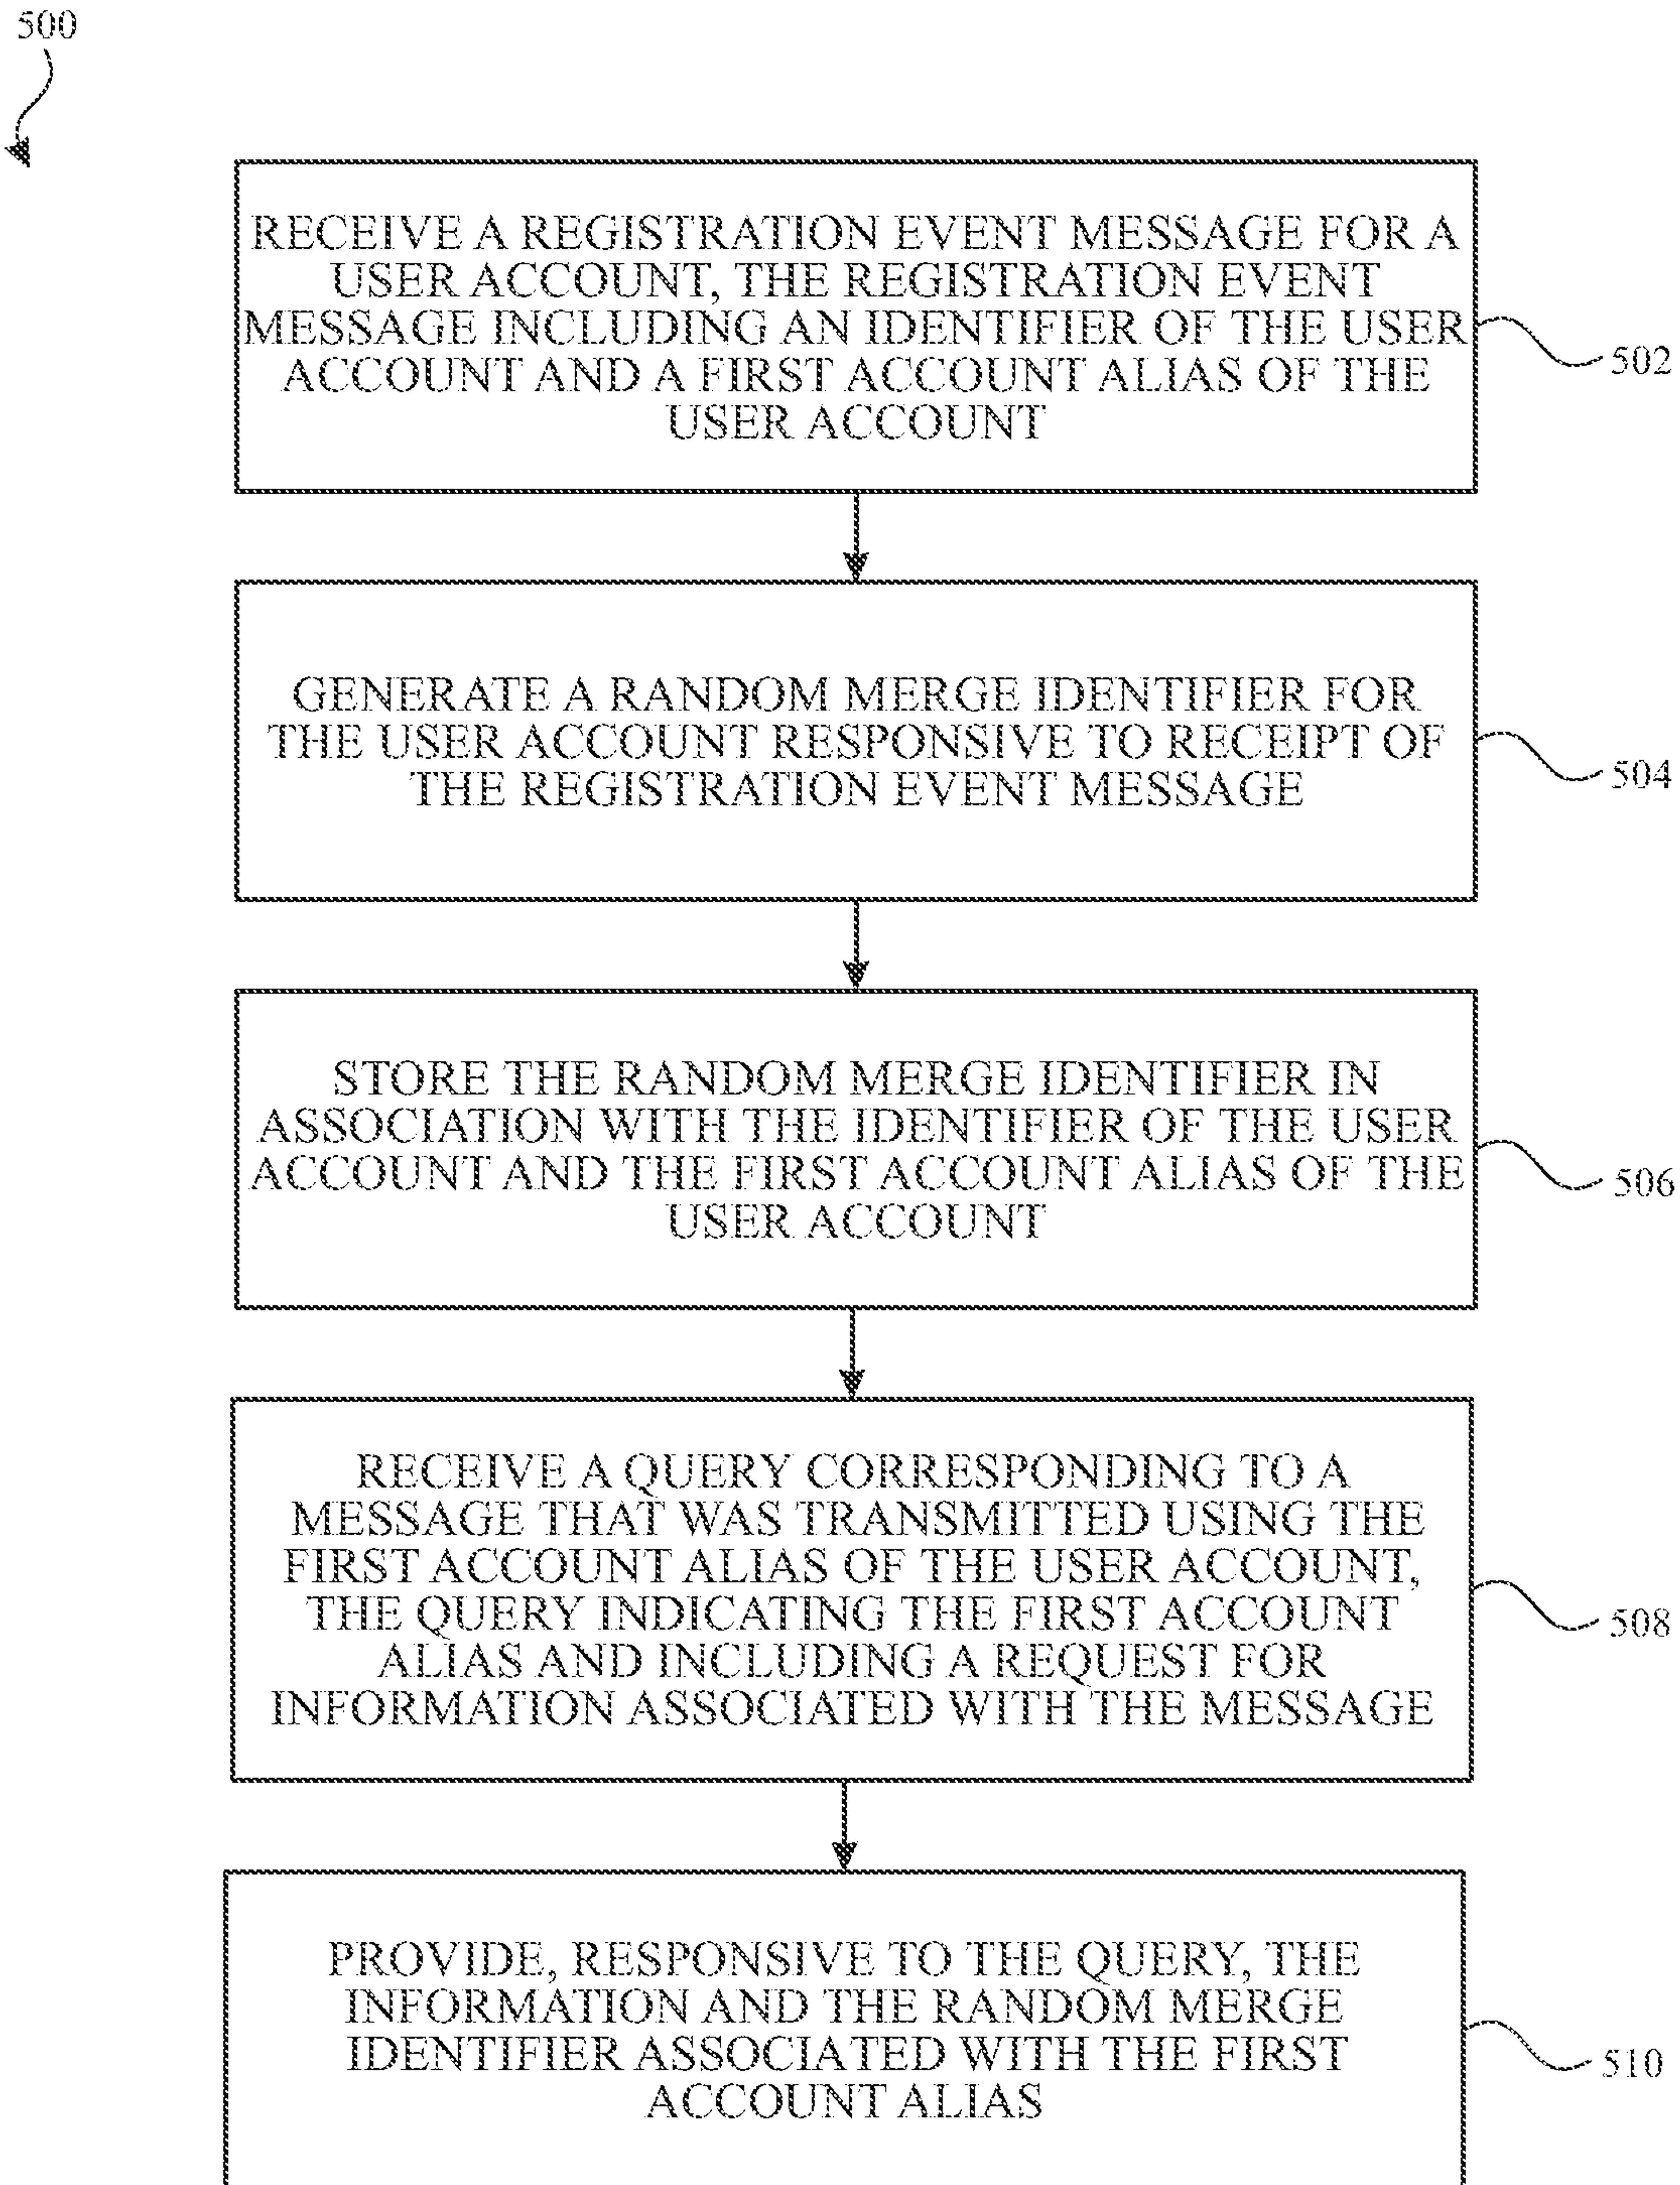 500
RECEIVE A REGISTRATION EVENT MESSAGE FOR A
USER ACCOUNT, THE REGISTRATION EVENT
MESSAGE INCLUDING AN IDENTIFIER OF THE USER
ACCOUNT AND A FIRST ACCOUNT ALIAS OF THE
USER ACCOUNT
502
GENERATE A RANDOM MERGE IDENTIFIER FOR
THE USER ACCOUNT RESPONSIVE TO RECEIPT OF
THE REGISTRATION EVENT MESSAGE
504
STORE THE RANDOM MERGE IDENTIFIER IN
ASSOCIATION WITH THE IDENTIFIER OF THE USER
ACCOUNT AND THE FIRST ACCOUNT ALIAS OF THE
USER ACCOUNT
506
RECEIVE A QUERY CORRESPONDING TO A
MESSAGE THAT WAS TRANSMITTED USING THE
FIRST ACCOUNT ALIAS OF THE USER ACCOUNT,
THE QUERY INDICATING THE FIRST ACCOUNT
ALIAS AND INCLUDING A REQUEST FOR
INFORMATION ASSOCIATED WITH THE MESSAGE
508
PROVIDE, RESPONSIVE TO THE QUERY, THE
INFORMATION AND THE RANDOM MERGE
IDENTIFIER ASSOCIATED WITH THE FIRST
ACCOUNT ALIAS
510